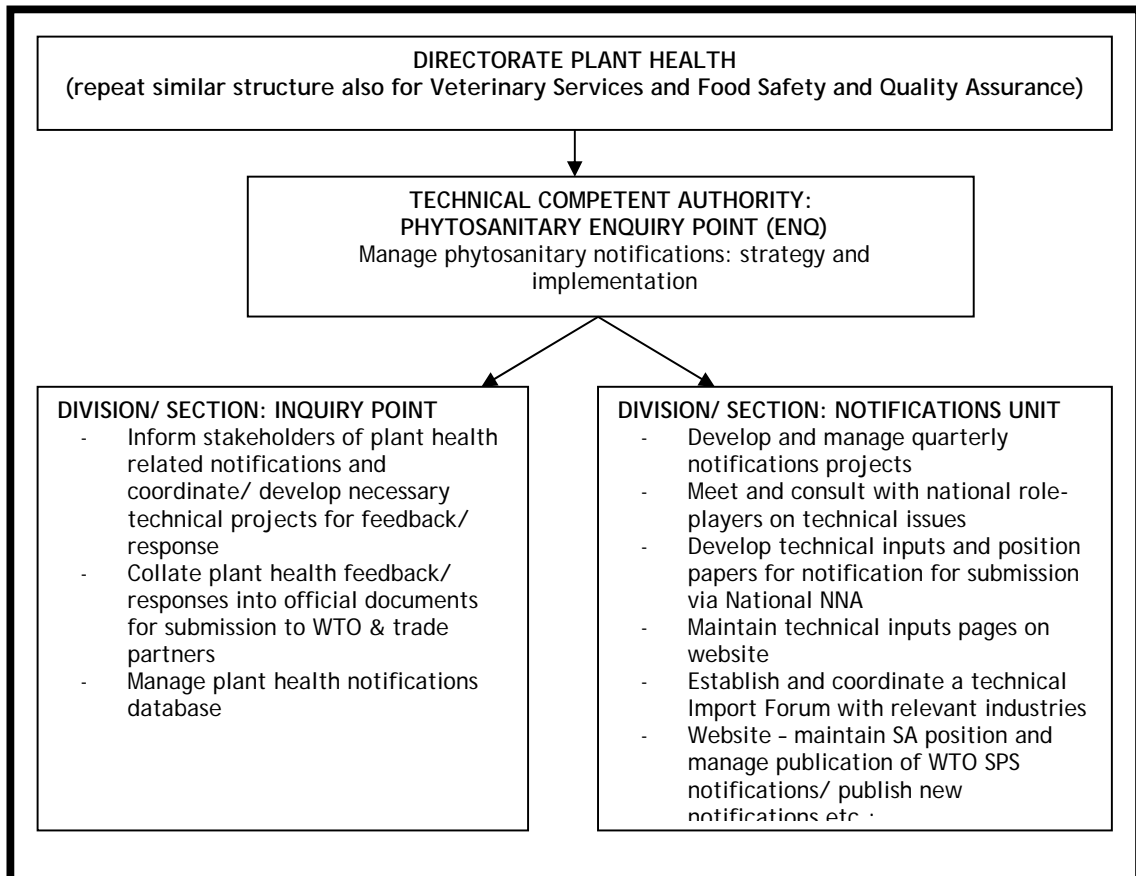 DIRECTORATE PLANT HEALTH
(repeat similar structure also for Veterinary Services and Food Safety and Quality Assurance)
TECHNICAL COMPETENT AUTHORITY:
PHYTOSANITARY ENQUIRY POINT (ENQ)
Manage phytosanitary notifications: strategy and
implementation
DIVISION/ SECTION: INQUIRY POINT
- Inform stakeholders of plant health
related notifications and
coordinate/ develop necessary
technical projects for feedback/
response
- Collate plant health feedback/
responses into official documents
for submission to WTO & trade
partners
- Manage plant health notifications
database
DIVISION/ SECTION: NOTIFICATIONS UNIT
- Develop and manage quarterly
notifications projects
- Meet and consult with national role-
players on technical issues
- Develop technical inputs and position
papers for notification for submission
via National NNA
- Maintain technical inputs pages on
website
- Establish and coordinate a technical
Import Forum with relevant industries
- Website – maintain SA position and
manage publication of WTO SPS
notifications/ publish new
notifications etc.;